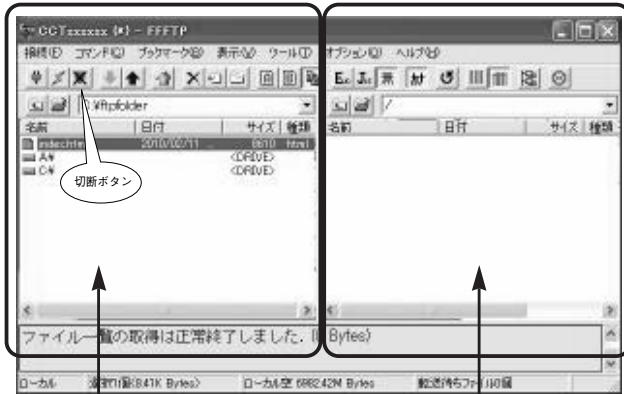 CCTxxxxxx (*) - FFFTP
接続(E) コマンド(C) ブックマーク(B) 表示(V) ツール(T) オプション(O) ヘルプ(H)
¥ftpfolder
/
名前 日付 サイズ 種類
名前 日付 サイズ 種類
2010/02/11 8610 html
A¥ <DRIVE>
C¥ <DRIVE>
切断ボタン
ファイル一覧の取得は正常終了しました. Bytes)
ローカル (8.41K Bytes) ローカル空 6982.42M Bytes 転送待ちファイル0個